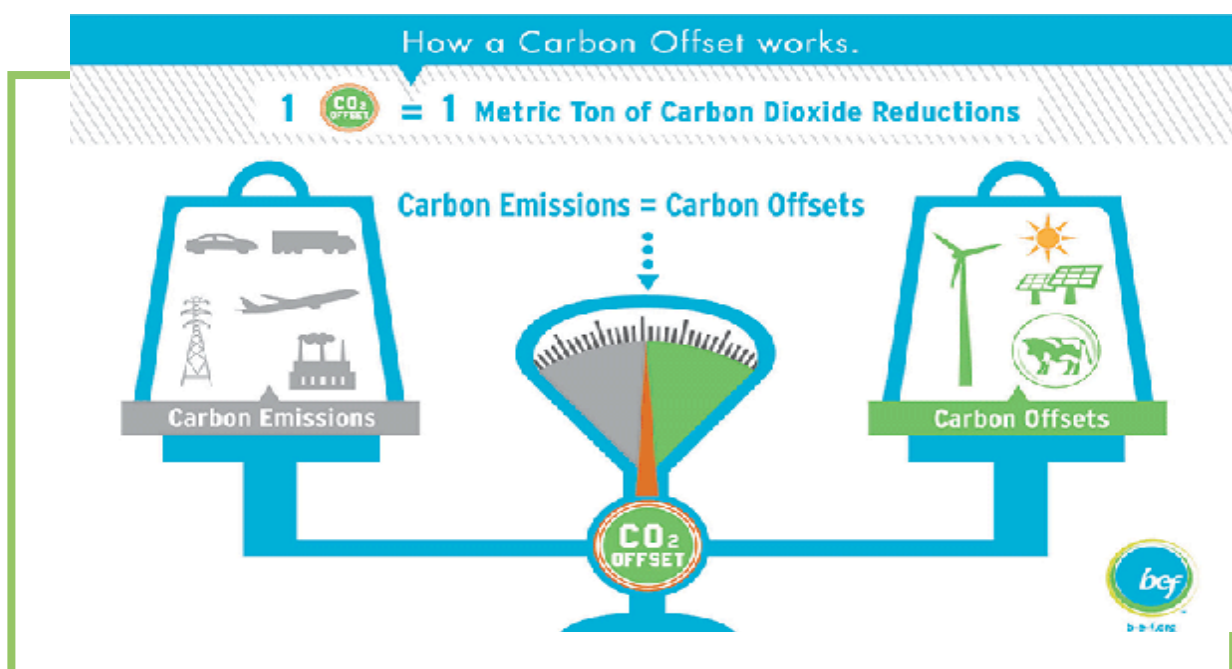 How a Carbon Offset works.
1 CO2 OFFSET = 1 Metric Ton of Carbon Dioxide Reductions
Carbon Emissions = Carbon Offsets
Carbon Emissions
Carbon Offsets
CO2
OFFSET
bef
b-e-f.org